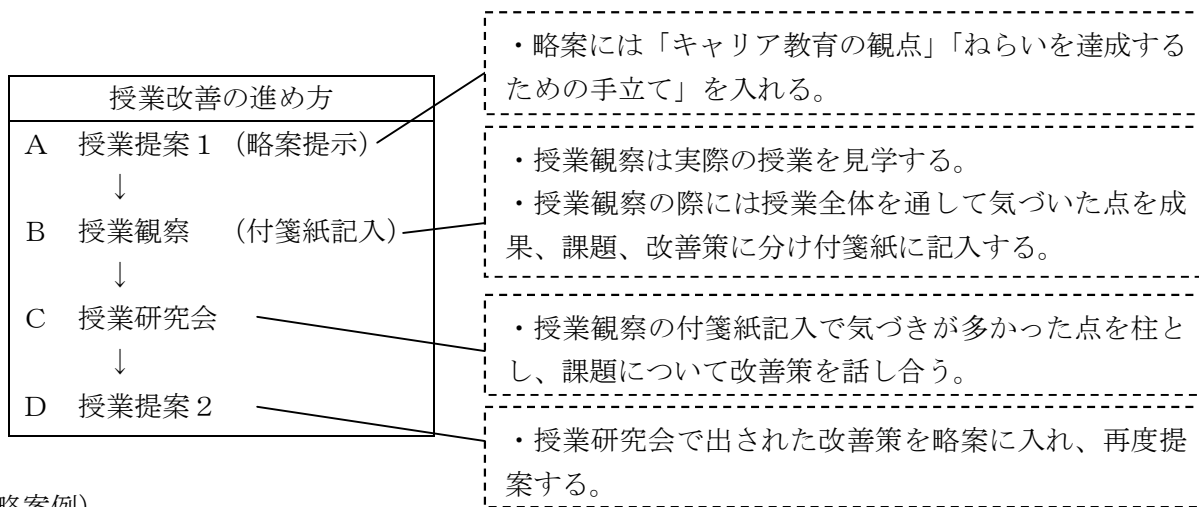 授業改善の進め方
A 授業提案1（略案提示）
↓
B 授業観察 （付箋紙記入）
↓
C 授業研究会
↓
D 授業提案2
・略案には「キャリア教育の観点」「ねらいを達成する
ための手立て」を入れる。
・授業観察は実際の授業を見学する。
・授業観察の際には授業全体を通して気づいた点を成
果、課題、改善策に分け付箋紙に記入する。
・授業観察の付箋紙記入で気づきが多かった点を柱と
し、課題について改善策を話し合う。
・授業研究会で出された改善策を略案に入れ、再度提
案する。
略案例）